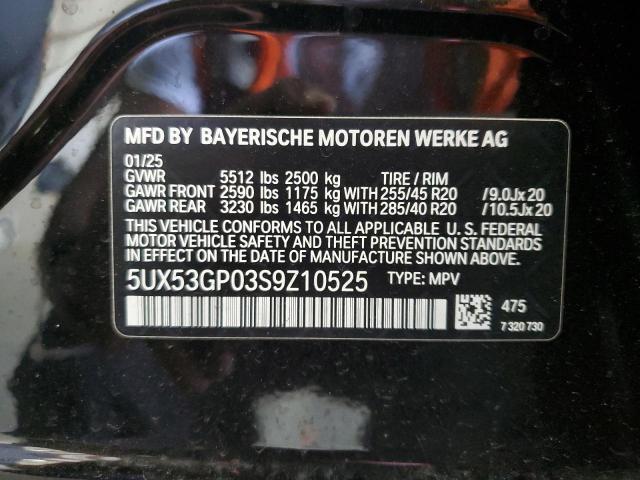 MFD BY BAYERISCHE MOTOREN WERKE AG
01/25
GVWR 5512 lbs 2500 kg TIRE / RIM
GAWR FRONT 2590 lbs 1175 kg WITH 255/45 R20 /9.0Jx20
GAWR REAR 3230 lbs 1465 kg WITH 285/40 R20 /10.5Jx20
THIS VEHICLE CONFORMS TO ALL APPLICABLE U. S. FEDERAL
MOTOR VEHICLE SAFETY STANDARDS IN EFFECT
ON THE DATE OF MANUFACTURE SHOWN ABOVE.
5UX53GP03S9Z10525 TYPE: MPV
475
7 320 730